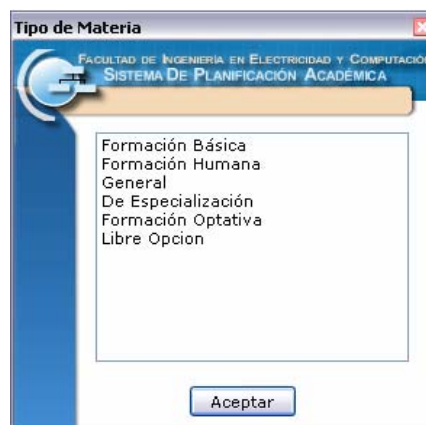 Tipo de Materia
FACULTAD DE INGENIERÍA EN ELECTRICIDAD Y COMPUTACIÓ
SISTEMA DE PLANIFICACIÓN ACADÉMICA
Formación Básica
Formación Humana
General
De Especialización
Formación Optativa
Libre Opcion
Aceptar